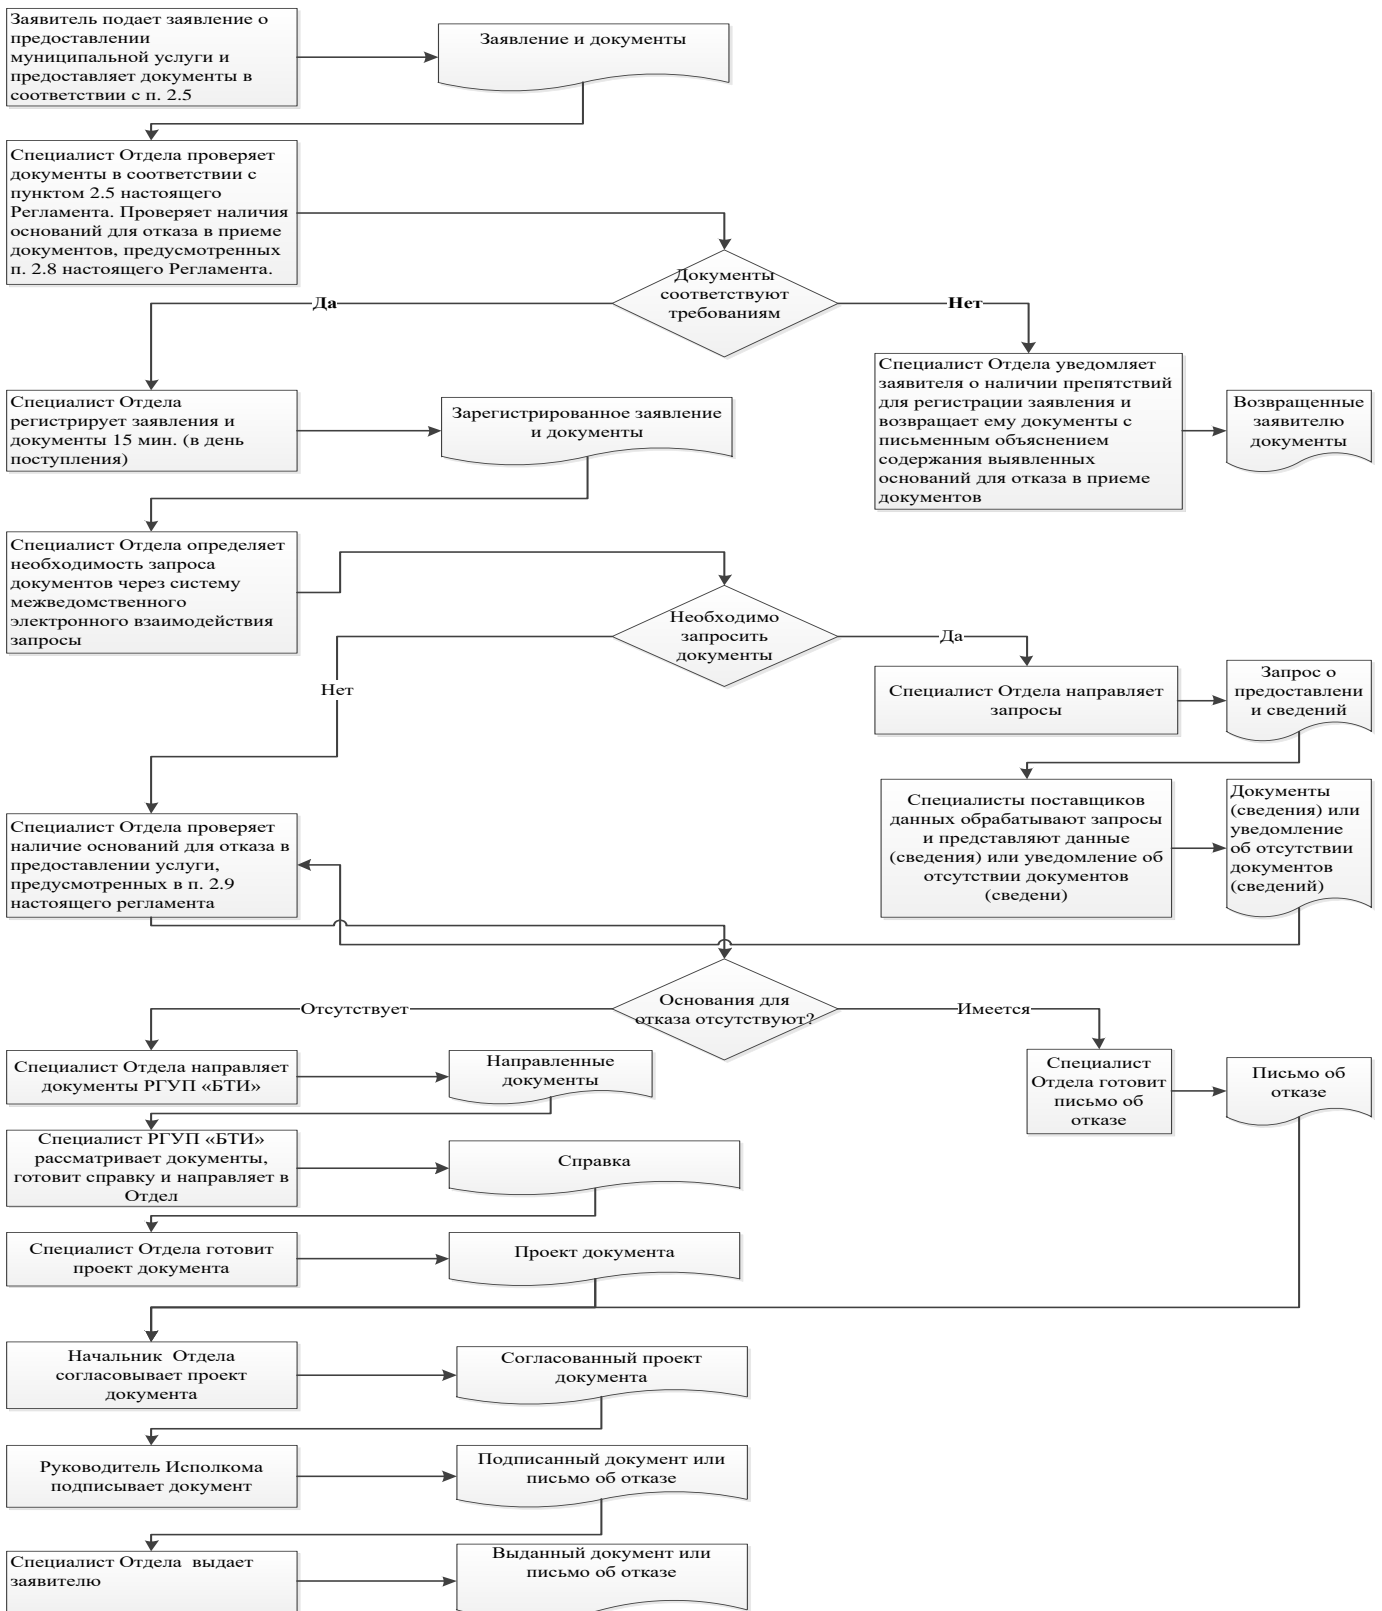 Заявитель подает заявление о
предоставлении
муниципальной услуги и
предоставляет документы в
соответствии с п. 2.5
Заявление и документы
Специалист Отдела проверяет
документы в соответствии с
пунктом 2.5 настоящего
Регламента. Проверяет наличия
оснований для отказа в приеме
документов, предусмотренных
п. 2.8 настоящего Регламента.
Документы
соответствуют
требованиям
Да
Нет
Специалист Отдела
регистрирует заявления и
документы 15 мин. (в день
поступления)
Зарегистрированное заявление
и документы
Специалист Отдела уведомляет
заявителя о наличии препятствий
для регистрации заявления и
возвращает ему документы с
письменным объяснением
содержания выявленных
оснований для отказа в приеме
документов
Возвращенные
заявителю
документы
Специалист Отдела определяет
необходимость запроса
документов через систему
межведомственного
электронного взаимодействия
запросы
Необходимо
запросить
документы
Да
Нет
Специалист Отдела направляет
запросы
Запрос о
предоставлени
и сведений
Специалисты поставщиков
данных обрабатывают запросы
и представляют данные
(сведения) или уведомление об
отсутствии документов
(сведени)
Документы
(сведения) или
уведомление
об отсутствии
документов
(сведений)
Специалист Отдела проверяет
наличие оснований для отказа в
предоставлении услуги,
предусмотренных в п. 2.9
настоящего регламента
Основания для
отказа отсутствуют?
Отсутствует
Имеется
Специалист Отдела направляет
документы РГУП «БТИ»
Направленные
документы
Специалист
Отдела готовит
письмо об
отказе
Письмо об
отказе
Специалист РГУП «БТИ»
рассматривает документы,
готовит справку и направляет в
Отдел
Справка
Специалист Отдела готовит
проект документа
Проект документа
Начальник  Отдела
согласовывает проект
документа
Согласованный проект
документа
Руководитель Исполкома
подписывает документ
Подписанный документ или
письмо об отказе
Специалист Отдела  выдает
заявителю
Выданный документ или
письмо об отказе